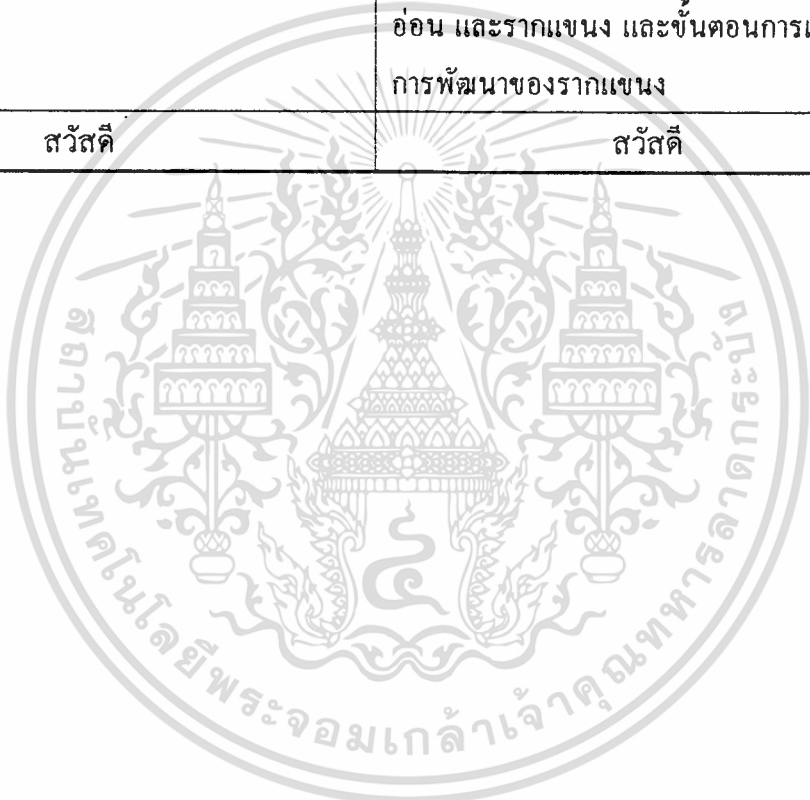 อ่อน และรากแขนง และขั้นตอนการ
การพัฒนาของรากแขนง
สวัสดี สวัสดี
สถาบันเทคโนโลยีพระจอมเกล้าเจ้าคุณทหารลาดกระบัง